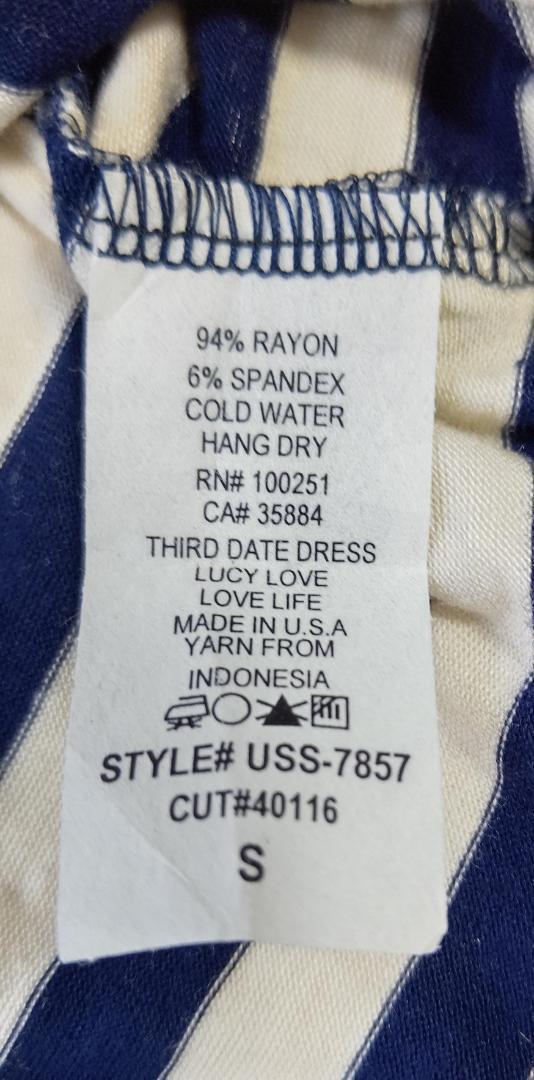 94% RAYON
6% SPANDEX
COLD WATER
HANG DRY
RN# 100251
CA# 35884
THIRD DATE DRESS
LUCY LOVE
LOVE LIFE
MADE IN U.S.A
YARN FROM
INDONESIA
STYLE# USS-7857
CUT#40116
S